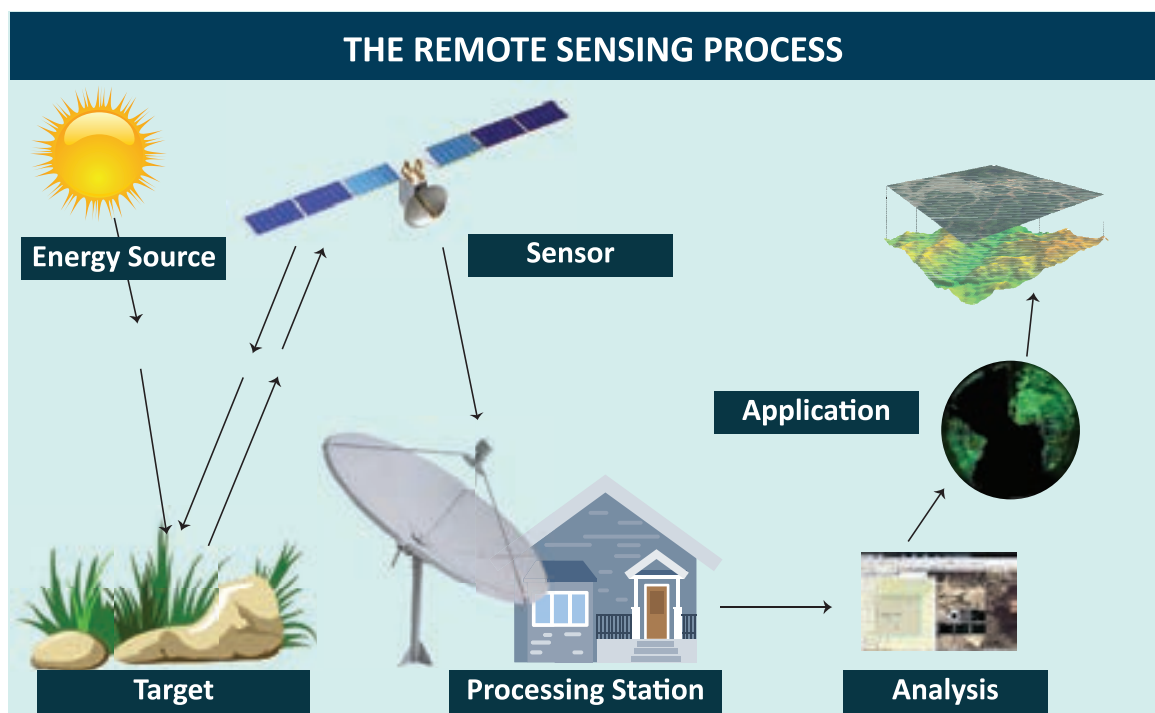 THE REMOTE SENSING PROCESS
Energy Source
Sensor
Application
Target
Processing Station
Analysis